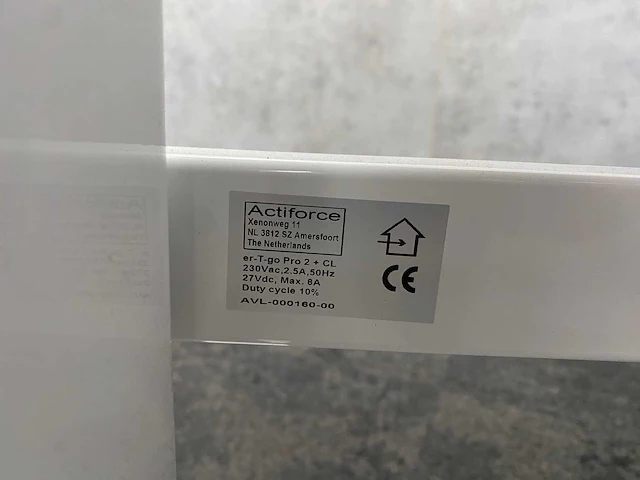 Actiforce
Xenonweg 11
NL 3812 SZ Amersfoort
The Netherlands
er-T-go Pro 2 + CL
230Vac,2.5A,50Hz
27Vdc, Max. 8A
Duty cycle 10%
AVL-000160-00
CE